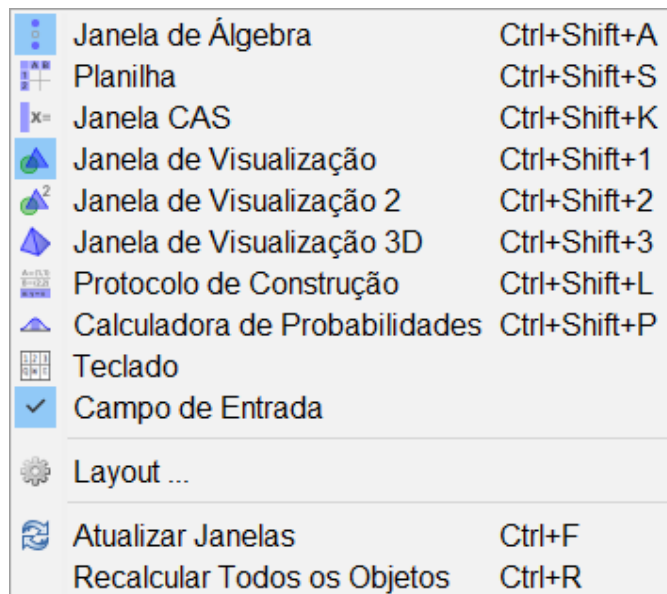 Janela de Álgebra Ctrl+Shift+A
Planilha Ctrl+Shift+S
Janela CAS Ctrl+Shift+K
Janela de Visualização Ctrl+Shift+1
Janela de Visualização 2 Ctrl+Shift+2
Janela de Visualização 3D Ctrl+Shift+3
Protocolo de Construção Ctrl+Shift+L
Calculadora de Probabilidades Ctrl+Shift+P
Teclado
Campo de Entrada
Layout ...
Atualizar Janelas Ctrl+F
Recalcular Todos os Objetos Ctrl+R